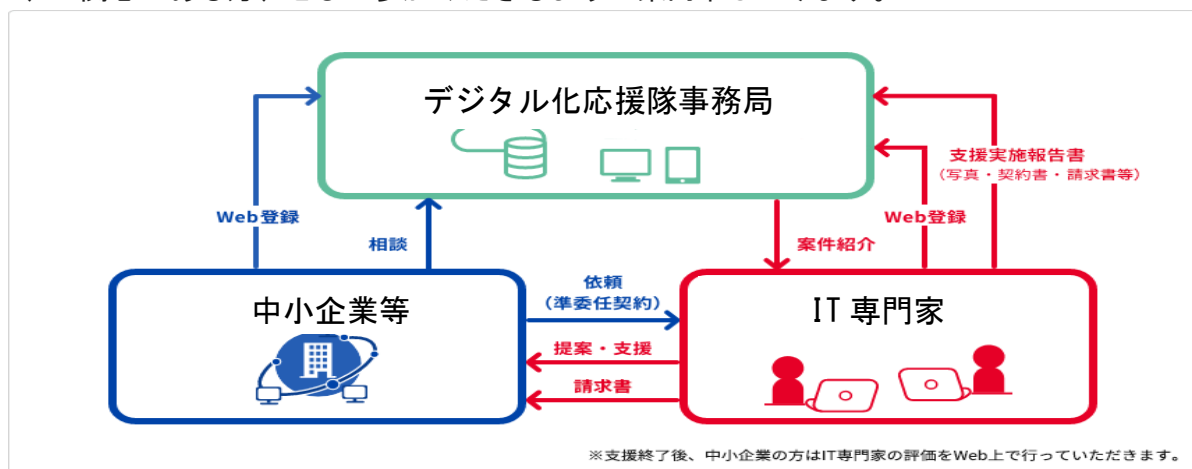 デジタル化応援隊事務局
支援実施報告書
(写真・契約書・請求書等)
Web登録
Web登録
相談
案件紹介
依頼
(準委任契約)
中小企業等
IT専門家
提案・支援
請求書
※支援終了後、中小企業の方はIT専門家の評価をWeb上で行っていただきます。